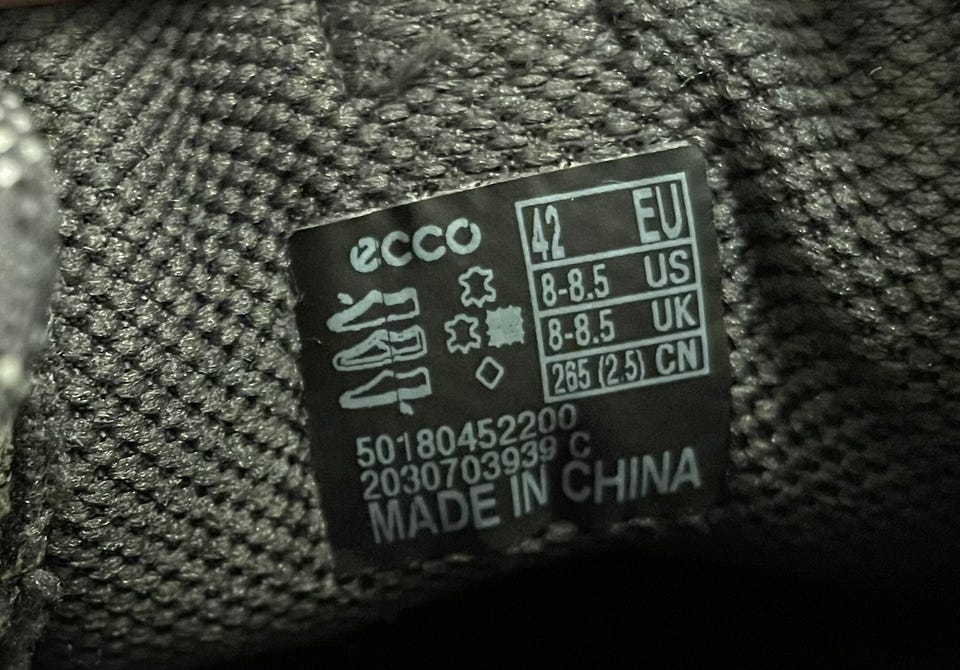 ecco
42 EU
8-8.5 US
8-8.5 UK
265 (2.5) CN
50180452200
2030703939 C
MADE IN CHINA